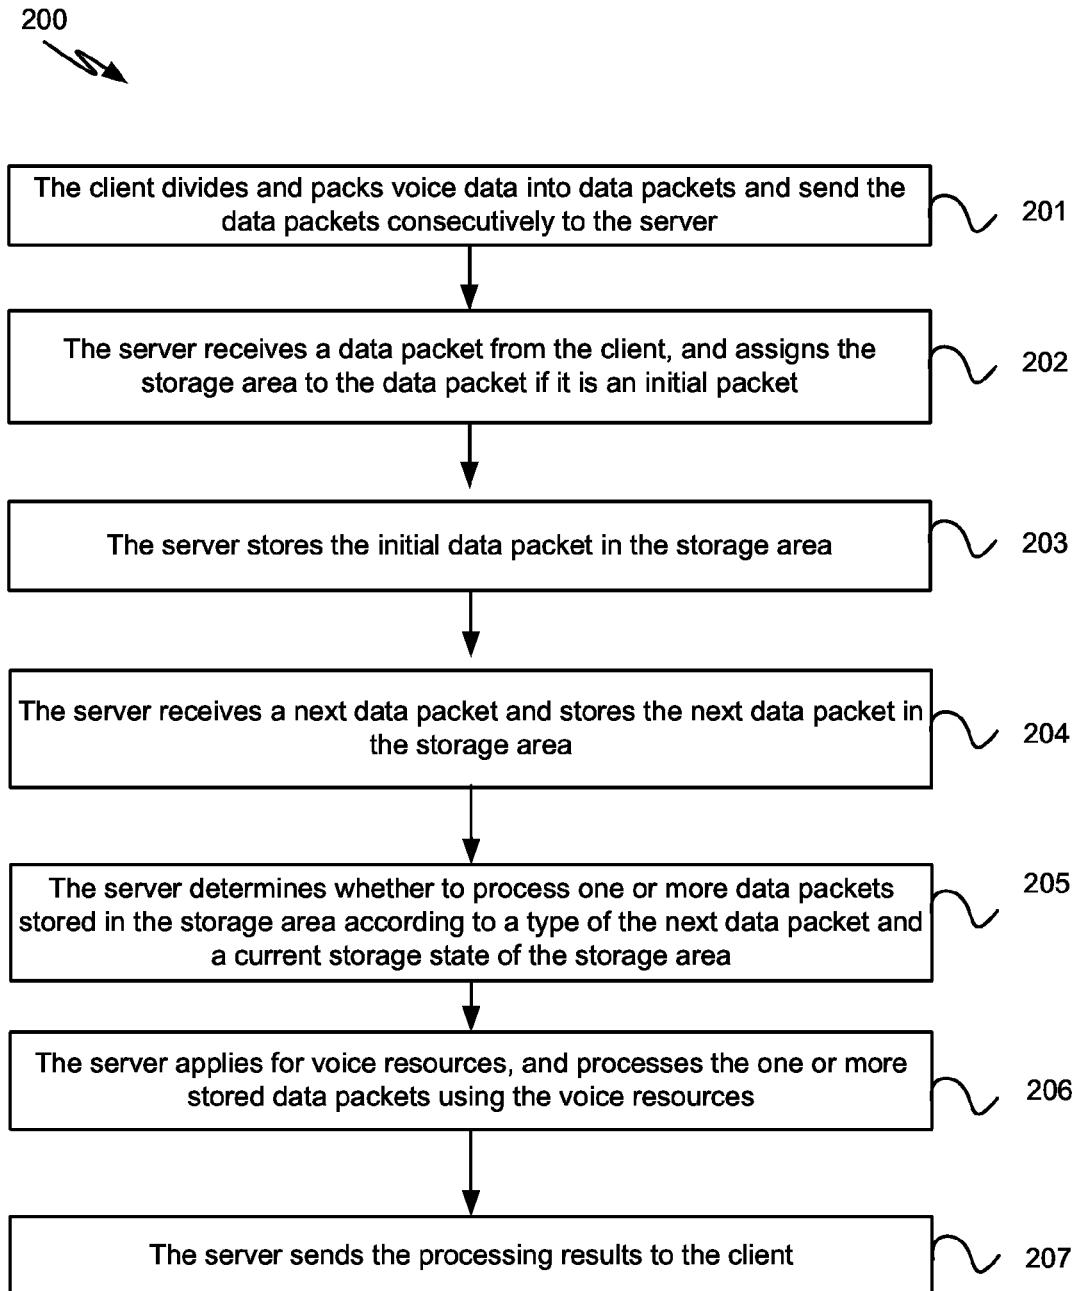 200
The client divides and packs voice data into data packets and send the
data packets consecutively to the server
201
The server receives a data packet from the client, and assigns the
storage area to the data packet if it is an initial packet
202
The server stores the initial data packet in the storage area
203
The server receives a next data packet and stores the next data packet in
the storage area
204
The server determines whether to process one or more data packets
stored in the storage area according to a type of the next data packet and
a current storage state of the storage area
205
The server applies for voice resources, and processes the one or more
stored data packets using the voice resources
206
The server sends the processing results to the client
207